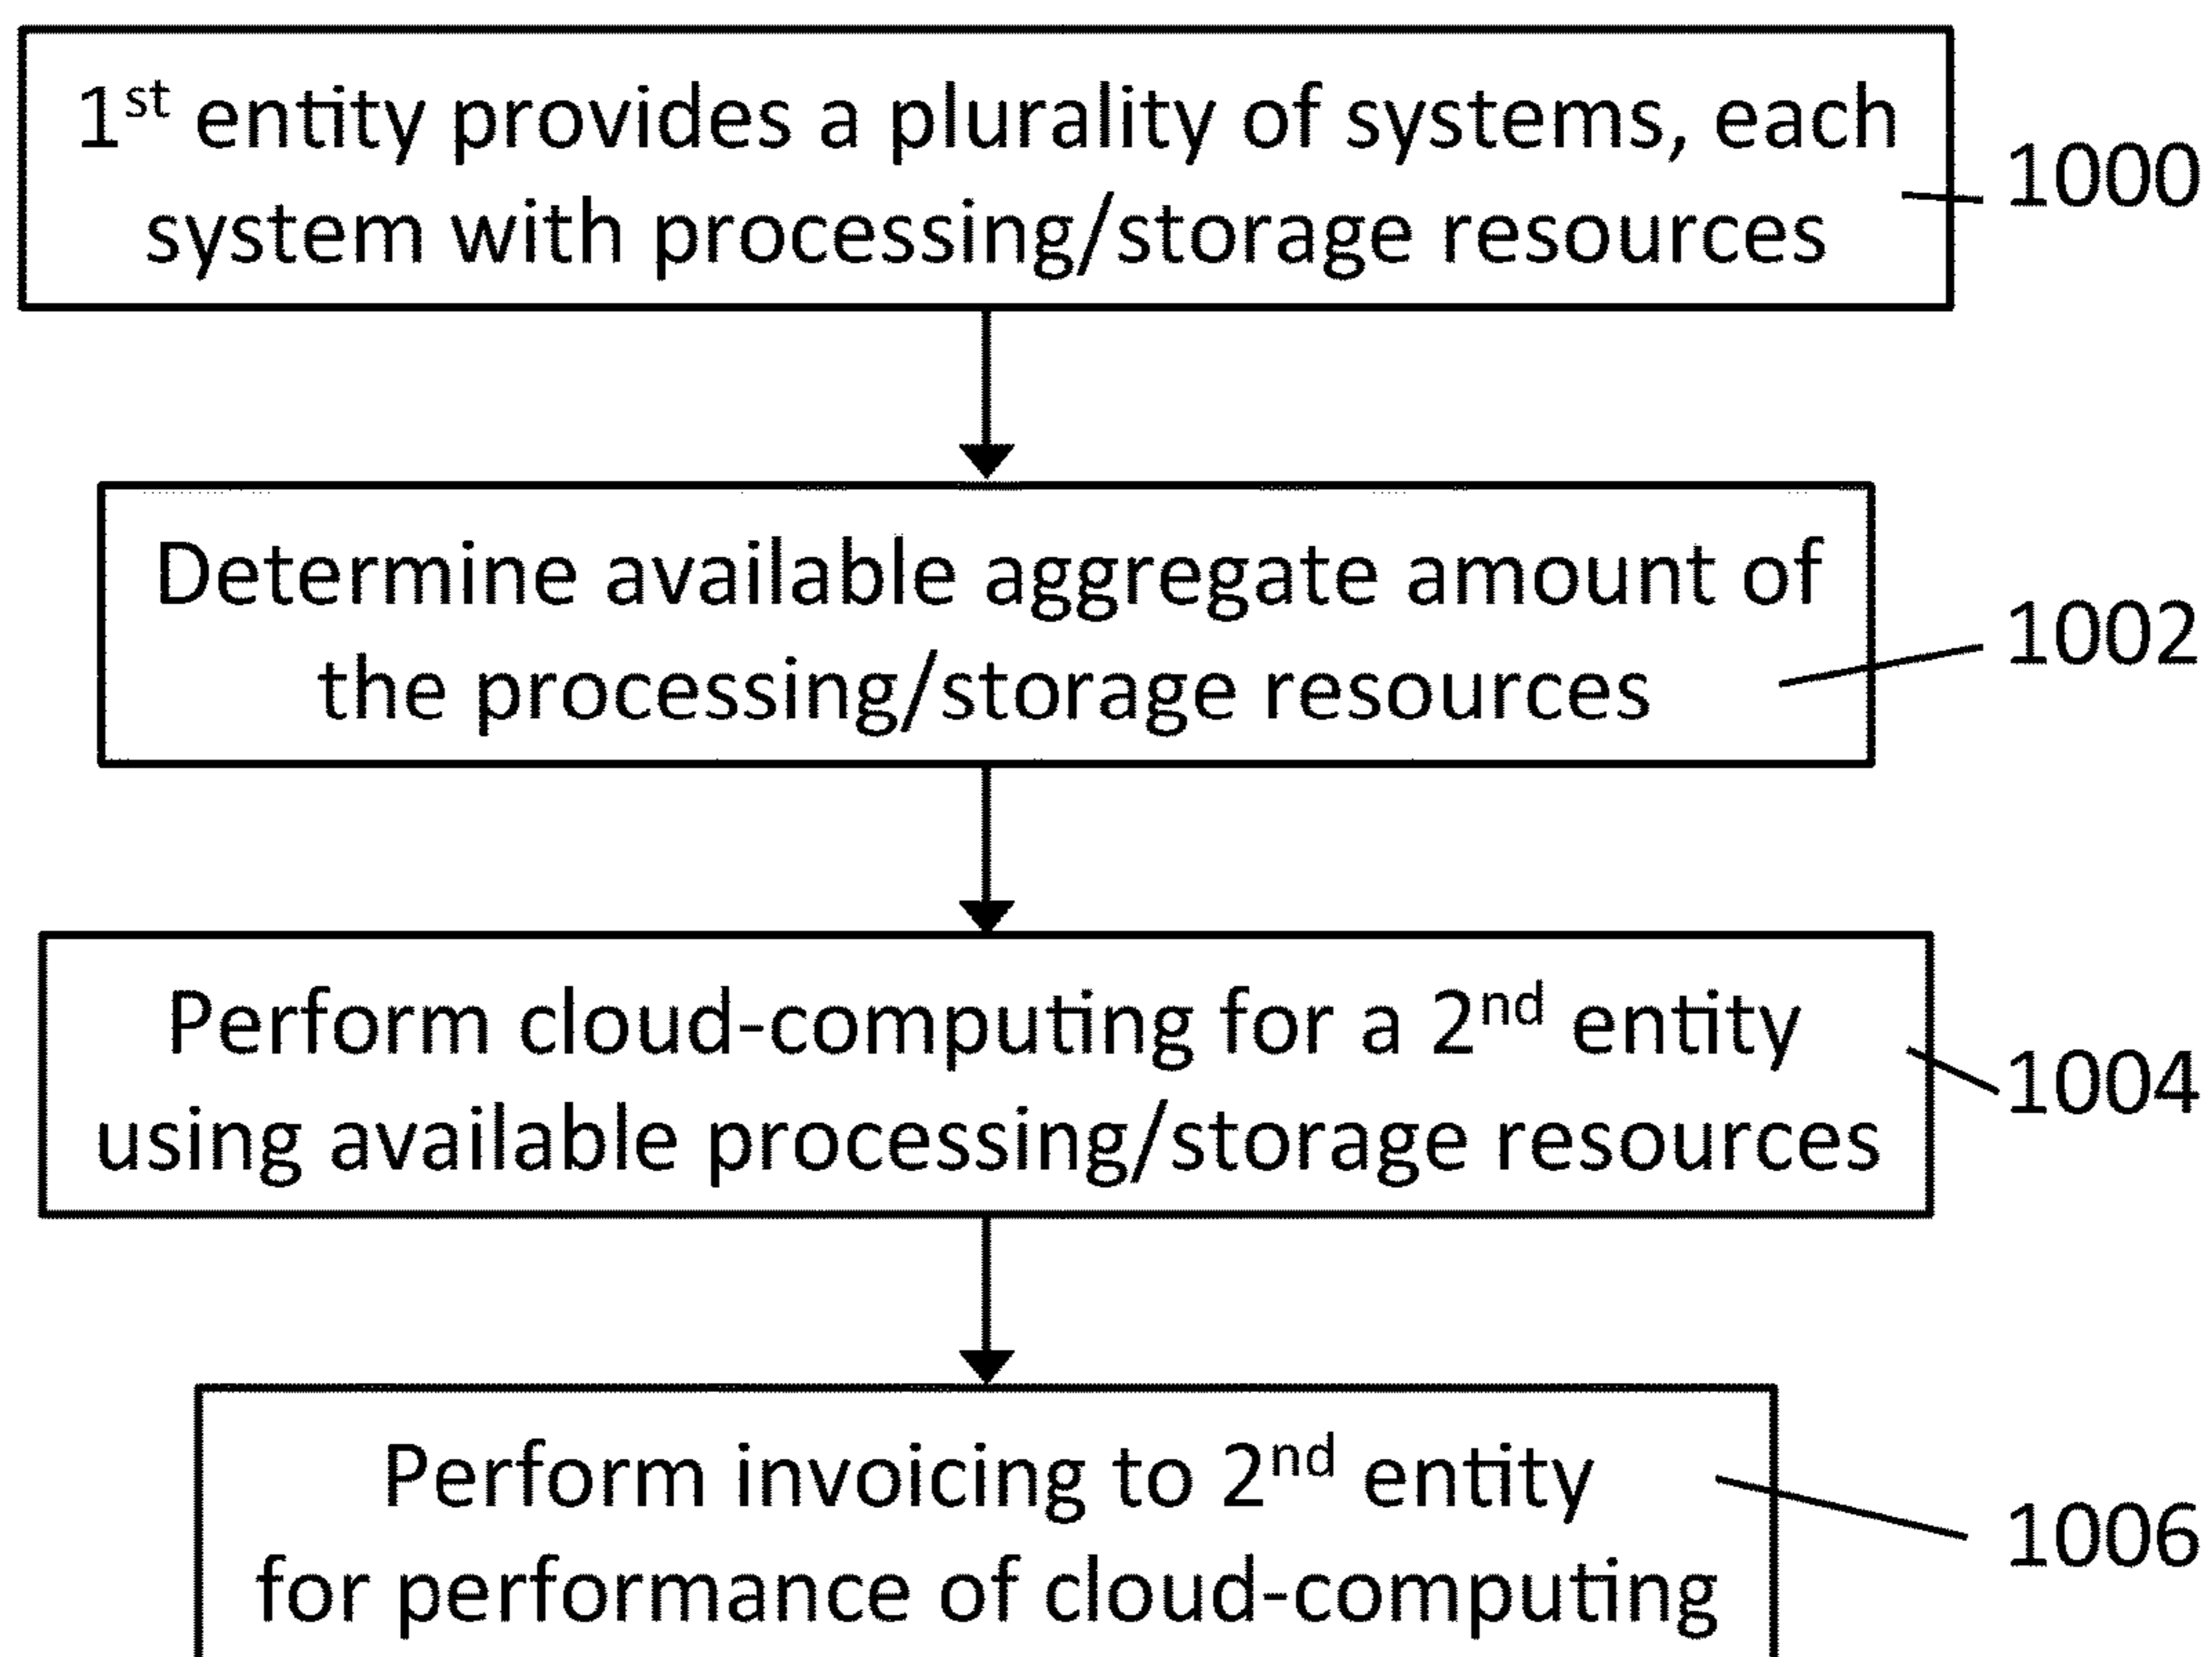 1st entity provides a plurality of systems, each
system with processing/storage resources
1000
Determine available aggregate amount of
the processing/storage resources
1002
Perform cloud-computing for a 2nd entity
using available processing/storage resources
1004
Perform invoicing to 2nd entity
for performance of cloud-computing
1006